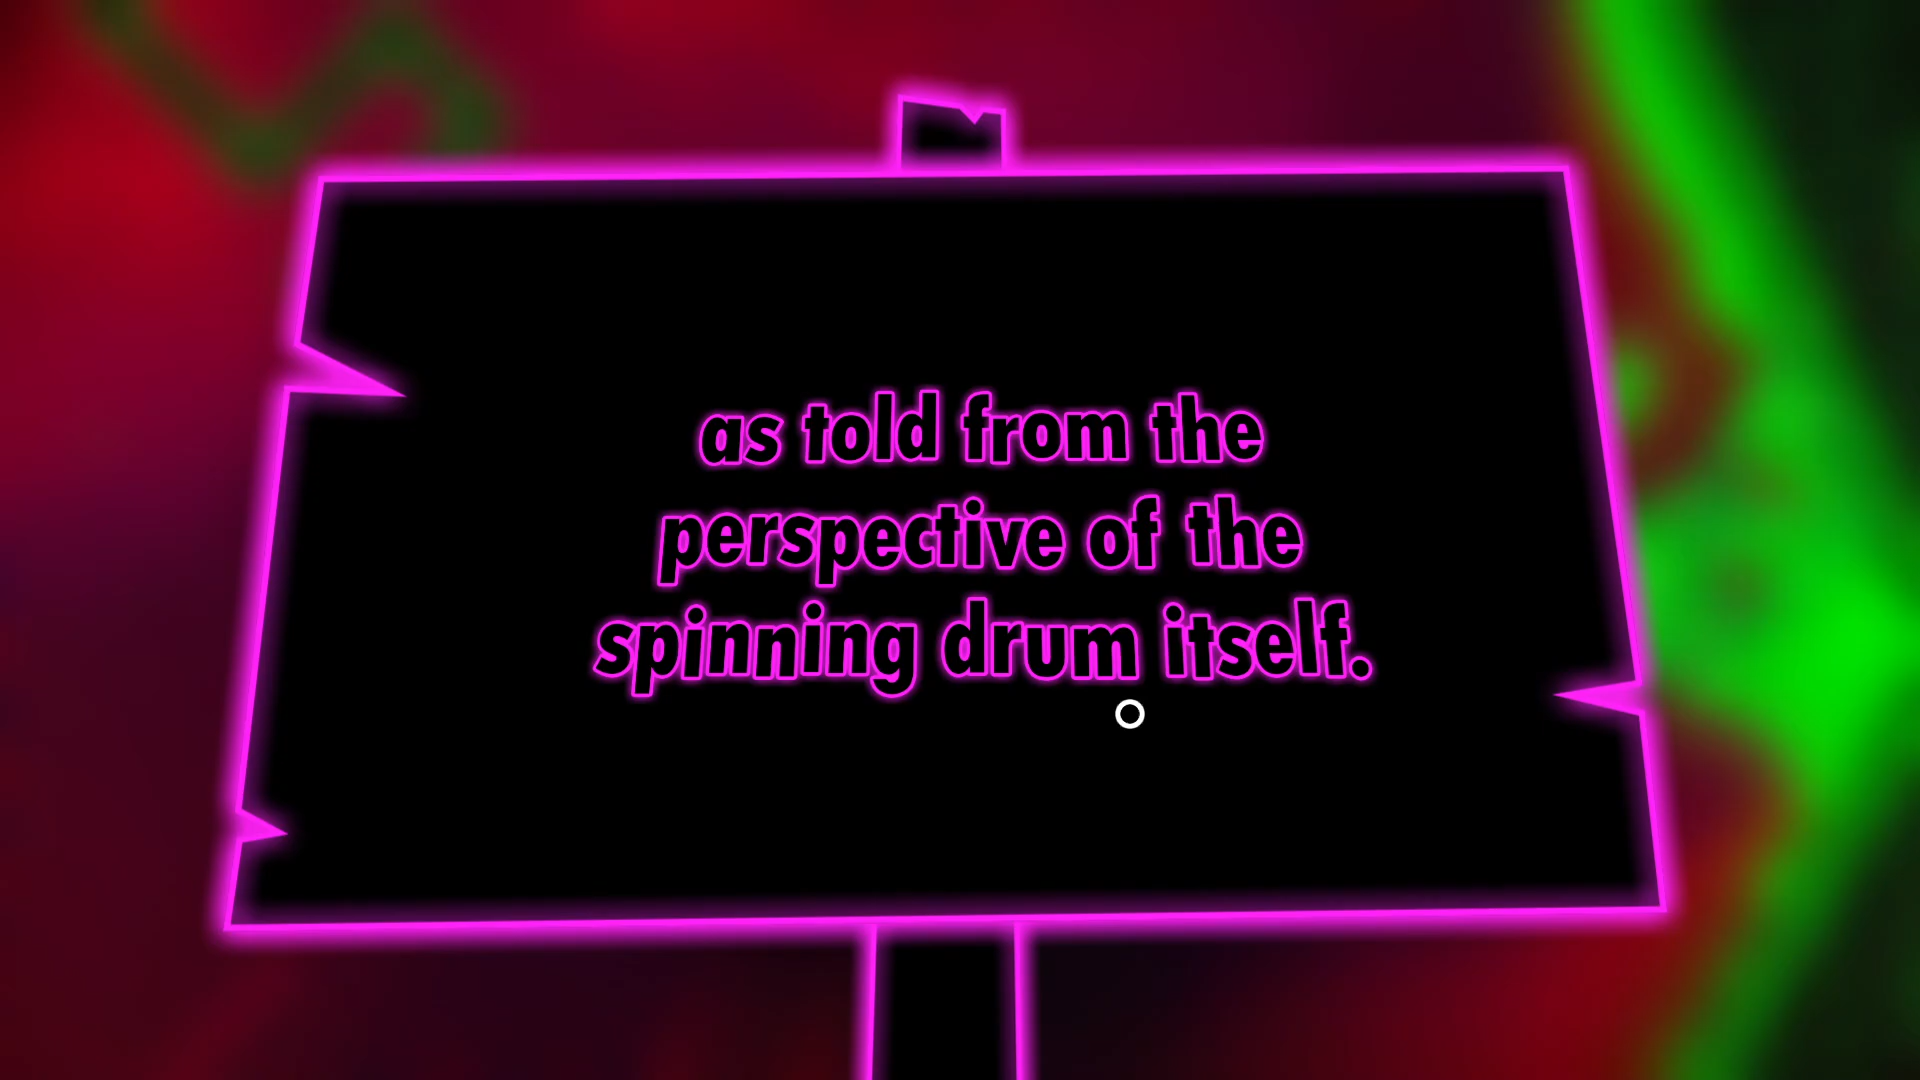 as told from the
perspective of the
spinning drum itself.